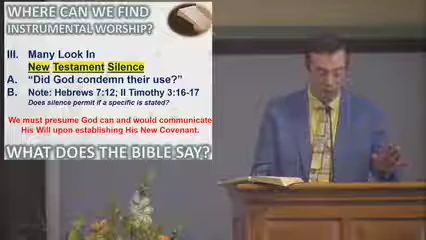 WHERE CAN WE FIND
INSTRUMENTAL WORSHIP?
III. Many Look In
New Testament Silence
A. "Did God condemn their use?"
B. Note: Hebrews 7:12; II Timothy 3:16-17
Does silence permit if a specific is stated?
We must presume God can and would communicate
His Will upon establishing His New Covenant.
WHAT DOES THE BIBLE SAY?